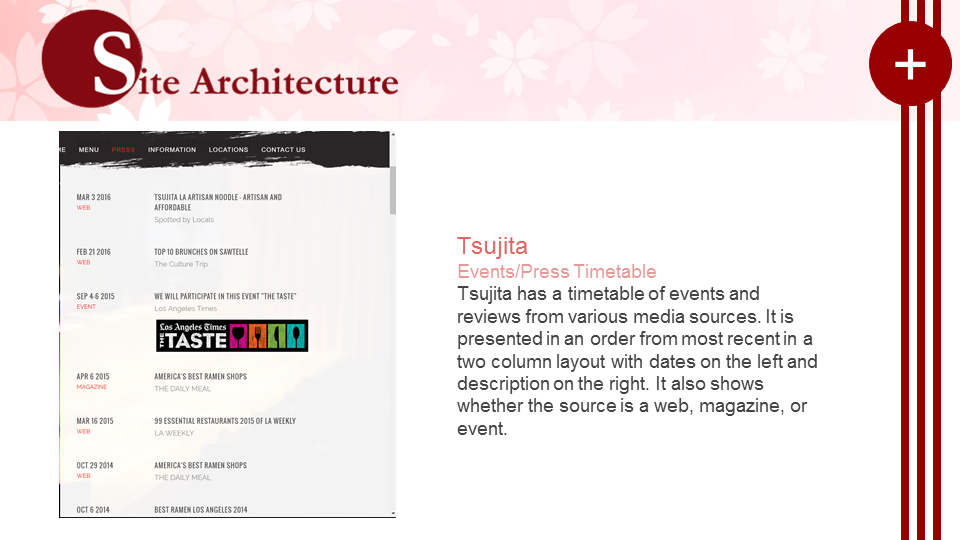 Site Architecture
+
ME MENU PRESS INFORMATION LOCATIONS CONTACT US
MAR 3 2016
WEB
TSUJITA LA ARTISAN NOODLE - ARTISAN AND
AFFORDABLE
Spotted by Locals
FEB 21 2016
WEB
TOP 10 BRUNCHES ON SAWTELLE
The Culture Trip
SEP 4-6 2015
EVENT
WE WILL PARTICIPATE IN THIS EVENT "THE TASTE"
Los Angeles Times
Los Angeles Times
THE TASTE
APR 6 2015
MAGAZINE
AMERICA'S BEST RAMEN SHOPS
THE DAILY MEAL
MAR 16 2015
WEB
99 ESSENTIAL RESTAURANTS 2015 OF LA WEEKLY
LA WEEKLY
OCT 29 2014
WEB
AMERICA'S BEST RAMEN SHOPS
THE DAILY MEAL
OCT 6 2014
BEST RAMEN LOS ANGELES 2014
Tsujita
Events/Press Timetable
Tsujita has a timetable of events and
reviews from various media sources. It is
presented in an order from most recent in a
two column layout with dates on the left and
description on the right. It also shows
whether the source is a web, magazine, or
event.